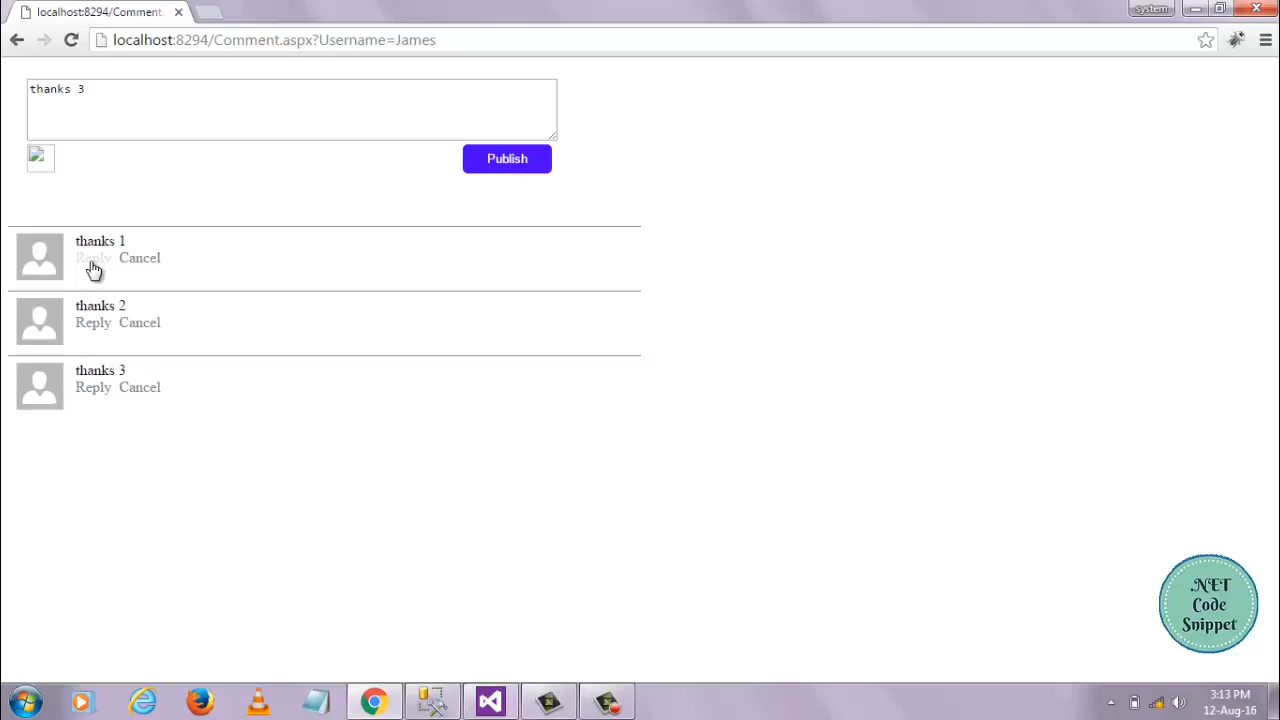 localhost:8294/Comment.
system
localhost:8294/Comment.aspx?Username=James
thanks 3
Publish
thanks 1
Reply Cancel
thanks 2
Reply Cancel
thanks 3
Reply Cancel
.NET
Code
Snippet
3:13 PM
12-Aug-16